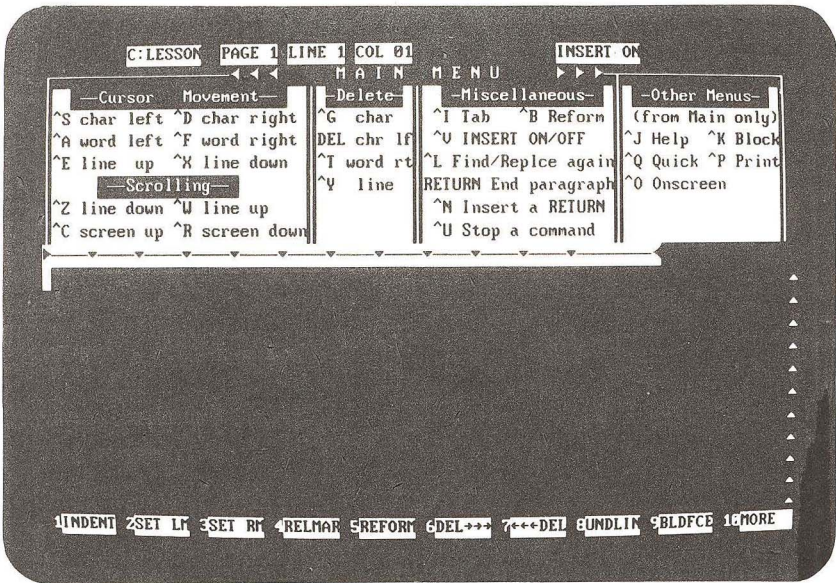 C:LESSON PAGE 1 LINE 1 COL 01 INSERT ON
MAIN MENU
—Cursor Movement— —Delete— —Miscellaneous— —Other Menus—
^S char left ^D char right ^G char ^I Tab ^B Reform (from Main only)
^A word left ^F word right DEL chr lf ^V INSERT ON/OFF ^J Help ^K Block
^E line up ^X line down ^T word rt ^L Find/Replce again ^Q Quick ^P Print
—Scrolling— ^Y line RETURN End paragraph ^O Onscreen
^Z line down ^W line up ^N Insert a RETURN
^C screen up ^R screen down ^U Stop a command
1INDENT 2SET LM 3SET RM 4RELMAR 5REFORM 6DEL→→→ 7←←←DEL 8UNDLIN 9BLDFCE 10MORE